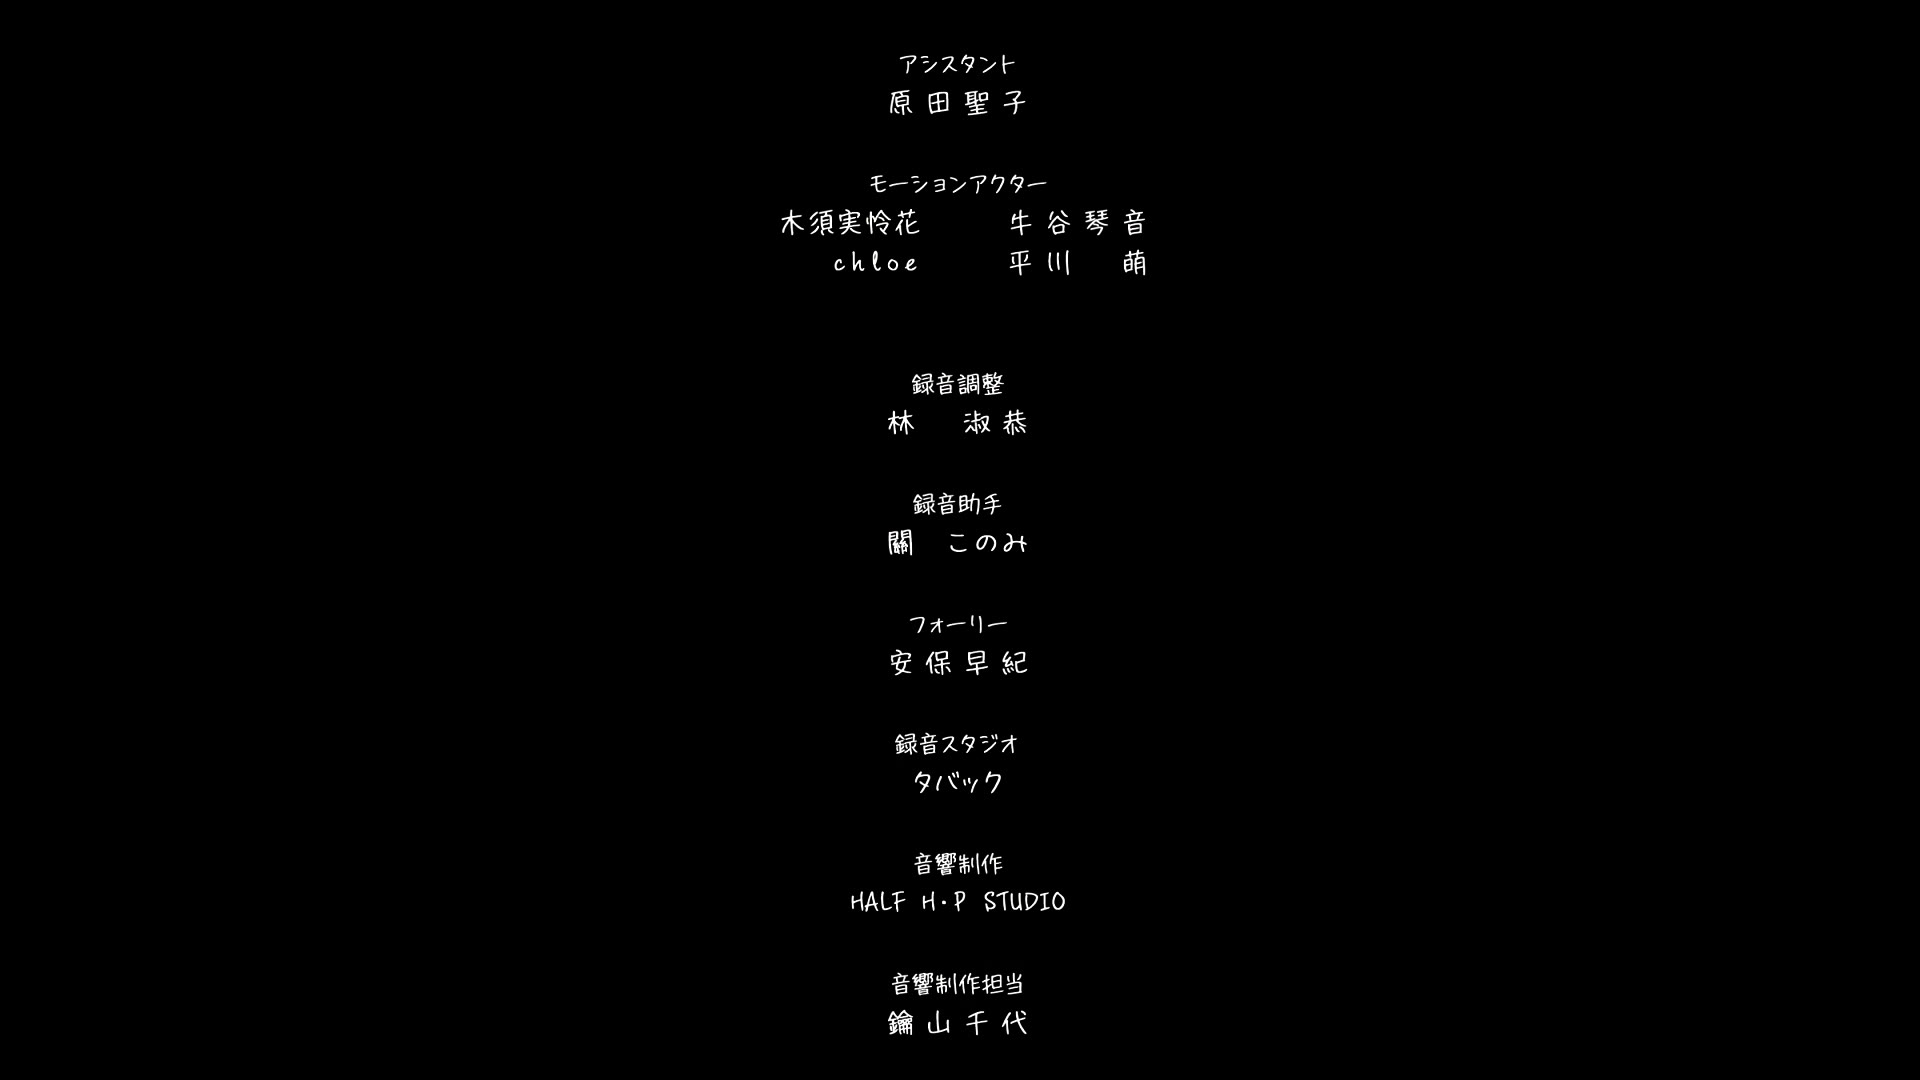 アシスタント
原田聖子
モーションアクター
木須実怜花 牛谷琴音
chloe 平川 萌
録音調整
林 淑恭
録音助手
關 このみ
フォーリー
安保早紀
録音スタジオ
タバック
音響制作
HALF H・P STUDIO
音響制作担当
鑰山千代